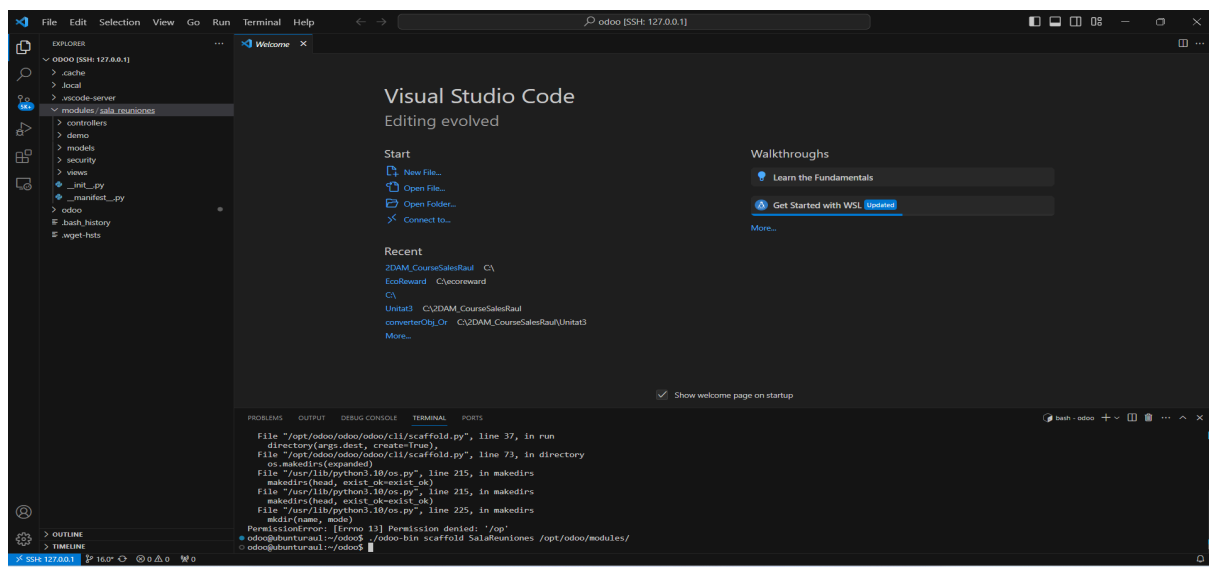 File Edit Selection View Go Run Terminal Help
odoo [SSH: 127.0.0.1]
EXPLORER
ODOO [SSH: 127.0.0.1]
.cache
.local
.vscode-server
modules / sala_reuniones
controllers
demo
models
security
views
__init__.py
__manifest__.py
odoo
.bash_history
.wget-hsts
5K+
OUTLINE
TIMELINE
Welcome
Visual Studio Code
Editing evolved
Start
New File...
Open File...
Open Folder...
Connect to...
Recent
2DAM_CourseSalesRaul C:\
EcoReward C:\ecoreward
C:\
Unitat3 C:\2DAM_CourseSalesRaul
converterObj_Or C:\2DAM_CourseSalesRaul\Unitat3
More...
Walkthroughs
Learn the Fundamentals
Get Started with WSL Updated
More...
Show welcome page on startup
PROBLEMS OUTPUT DEBUG CONSOLE TERMINAL PORTS
bash - odoo
File "/opt/odoo/odoo/odoo/cli/scaffold.py", line 37, in run
directory(args.dest, create=True),
File "/opt/odoo/odoo/odoo/cli/scaffold.py", line 73, in directory
os.makedirs(expanded)
File "/usr/lib/python3.10/os.py", line 215, in makedirs
makedirs(head, exist_ok=exist_ok)
File "/usr/lib/python3.10/os.py", line 215, in makedirs
makedirs(head, exist_ok=exist_ok)
File "/usr/lib/python3.10/os.py", line 225, in makedirs
mkdir(name, mode)
PermissionError: [Errno 13] Permission denied: '/op'
odoo@ubunturaul:~/odoo$ ./odoo-bin scaffold SalaReuniones /opt/odoo/modules/
odoo@ubunturaul:~/odoo$
SSH: 127.0.0.1 16.0* 0 0 0